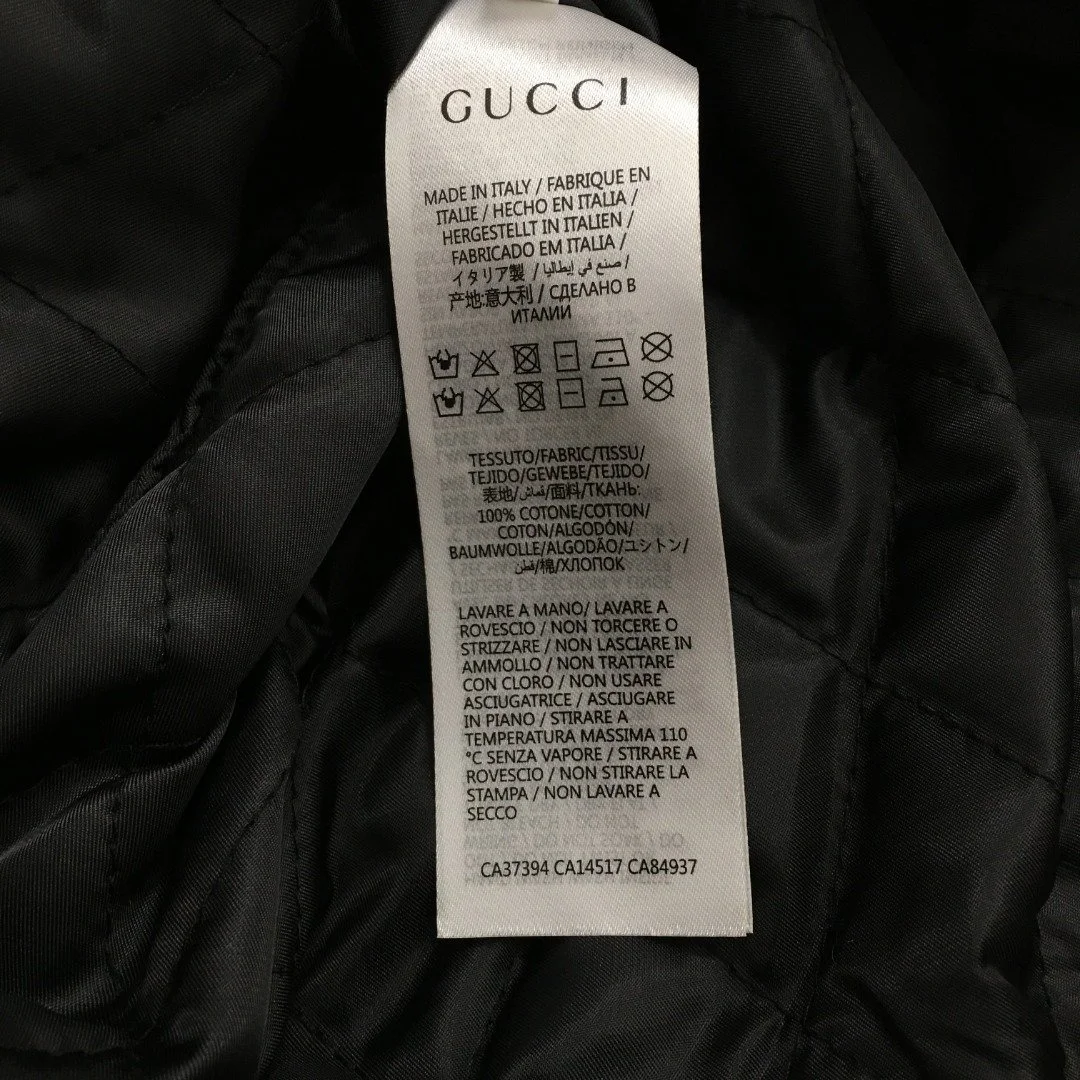 GUCCI
MADE IN ITALY / FABRIQUE EN
ITALIE / HECHO EN ITALIA /
HERGESTELLT IN ITALIEN /
FABRICADO EM ITALIA /
イタリア製 / صنع في إيطاليا /
产地:意大利 / СДЕЛАНО В
ИТАЛИИ
TESSUTO/FABRIC/TISSU/
TEJIDO/GEWEBE/TEJIDO/
表地/قماش/面料/ТКАНЬ:
100% COTONE/COTTON/
COTON/ALGODÓN/
BAUMWOLLE/ALGODÃO/ユシトン/
قطن/棉/ХЛОПОК
LAVARE A MANO/ LAVARE A
ROVESCIO / NON TORCERE O
STRIZZARE / NON LASCIARE IN
AMMOLLO / NON TRATTARE
CON CLORO / NON USARE
ASCIUGATRICE / ASCIUGARE
IN PIANO / STIRARE A
TEMPERATURA MASSIMA 110
°C SENZA VAPORE / STIRARE A
ROVESCIO / NON STIRARE LA
STAMPA / NON LAVARE A
SECCO
CA37394 CA14517 CA84937